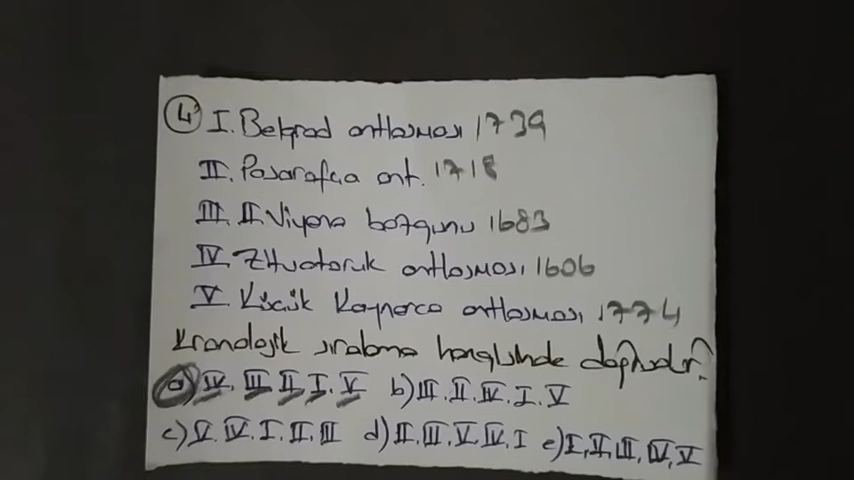 4 I. Belgrad antlaşması 1739
II. Pasarofça ant. 1718
III. II. Viyana bozgunu 1683
IV Zitvatoruk antlaşması 1606
V. Küçük Kaynarca antlaşması 1774
Kronolojik sıralama hangisinde doğrudur?
a) IV. III. II. I. V b) III. II. IV. I. V
c) V. IV. I. II. III d) II. III. V. IV. I e) I, II, III, IV, V